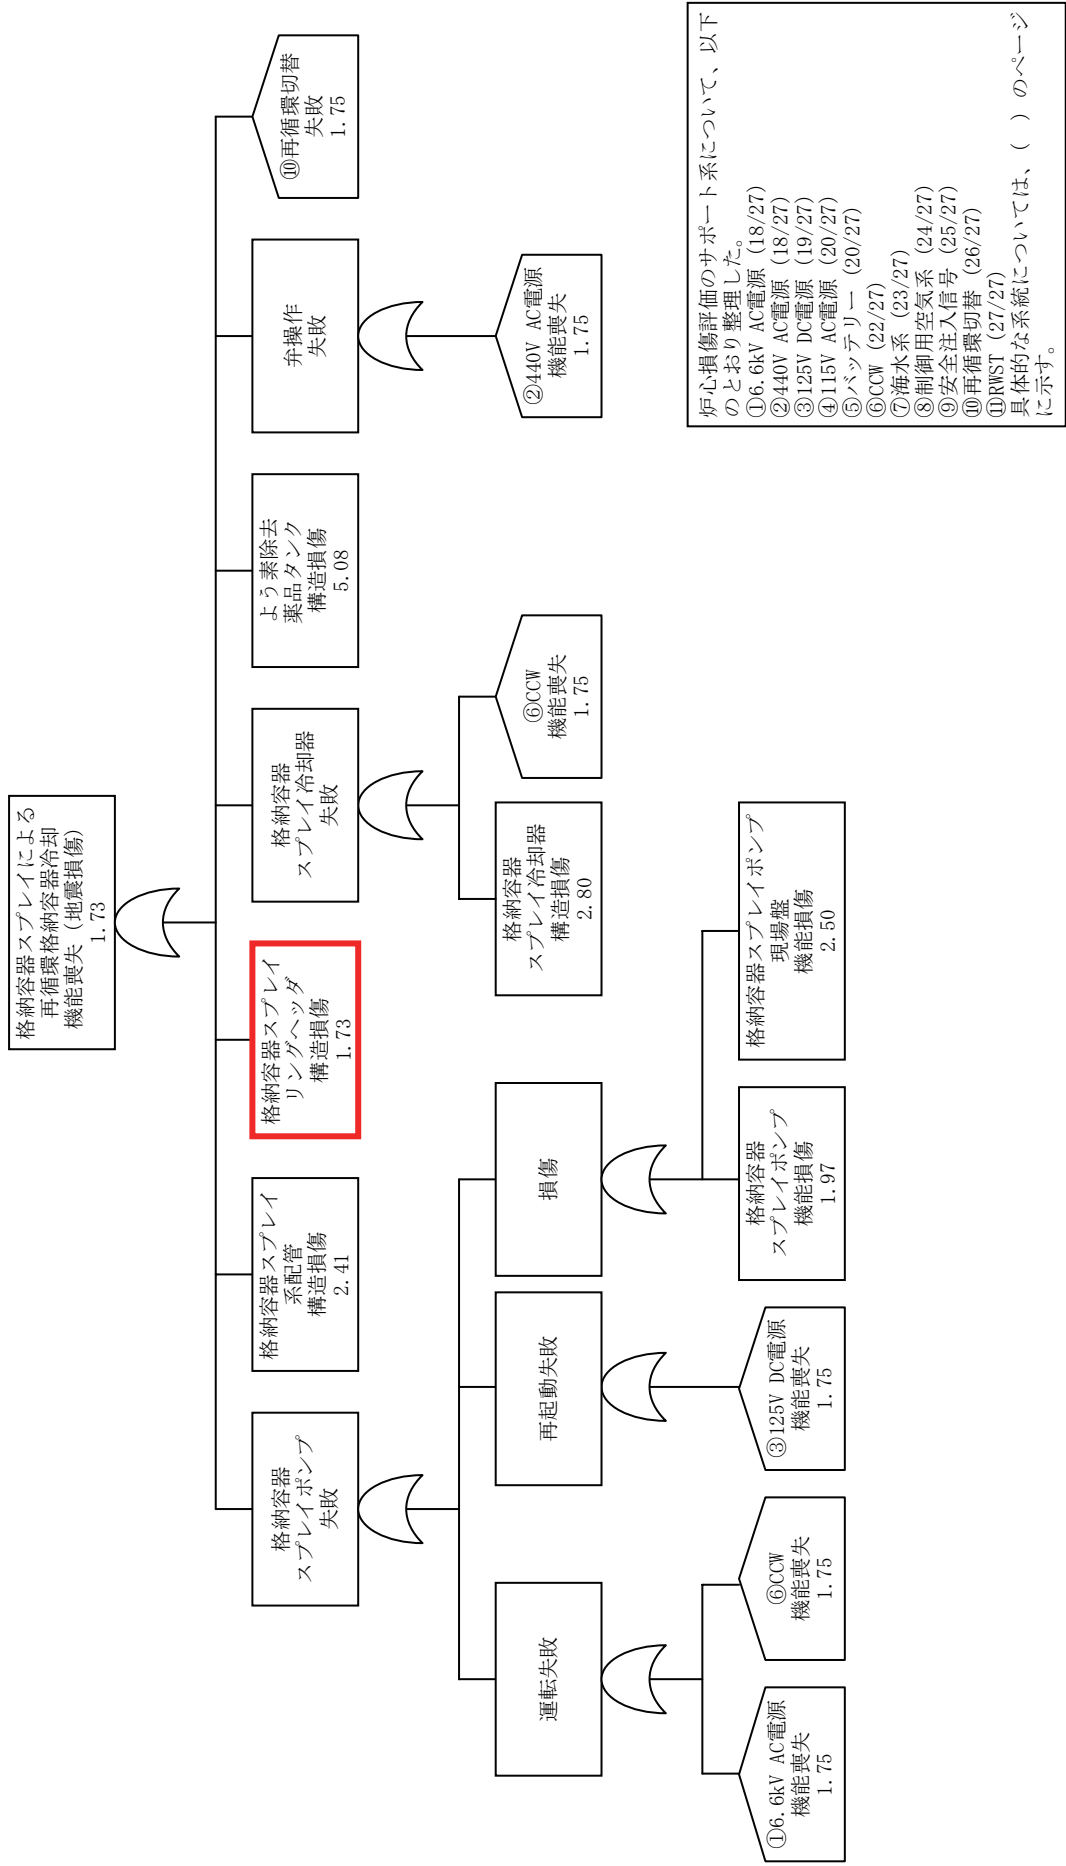 格納容器スプレイによる
再循環格納容器冷却
機能喪失（地震損傷）
1.73
格納容器
スプレイポンプ
失敗
格納容器スプレイ
系配管
構造損傷
2.41
格納容器スプレイ
リングヘッダ
構造損傷
1.73
格納容器
スプレイ冷却器
失敗
よう素除去
薬品タンク
構造損傷
5.08
弁操作
失敗
⑩再循環切替
失敗
1.75
運転失敗
再起動失敗
損傷
格納容器
スプレイ冷却器
構造損傷
2.80
⑥CCW
機能喪失
1.75
②440V AC電源
機能喪失
1.75
①6.6kV AC電源
機能喪失
1.75
⑥CCW
機能喪失
1.75
③125V DC電源
機能喪失
1.75
格納容器
スプレイポンプ
機能損傷
1.97
格納容器スプレイポンプ
現場盤
機能損傷
2.50
炉心損傷評価のサポート系について、以下
のとおり整理した。
①6.6kV AC電源 (18/27)
②440V AC電源 (18/27)
③125V DC電源 (19/27)
④115V AC電源 (20/27)
⑤バッテリー (20/27)
⑥CCW (22/27)
⑦海水系 (23/27)
⑧制御用空気系 (24/27)
⑨安全注入信号 (25/27)
⑩再循環切替 (26/27)
⑪RWST (27/27)
具体的な系統については、（ ）のページ
に示す。